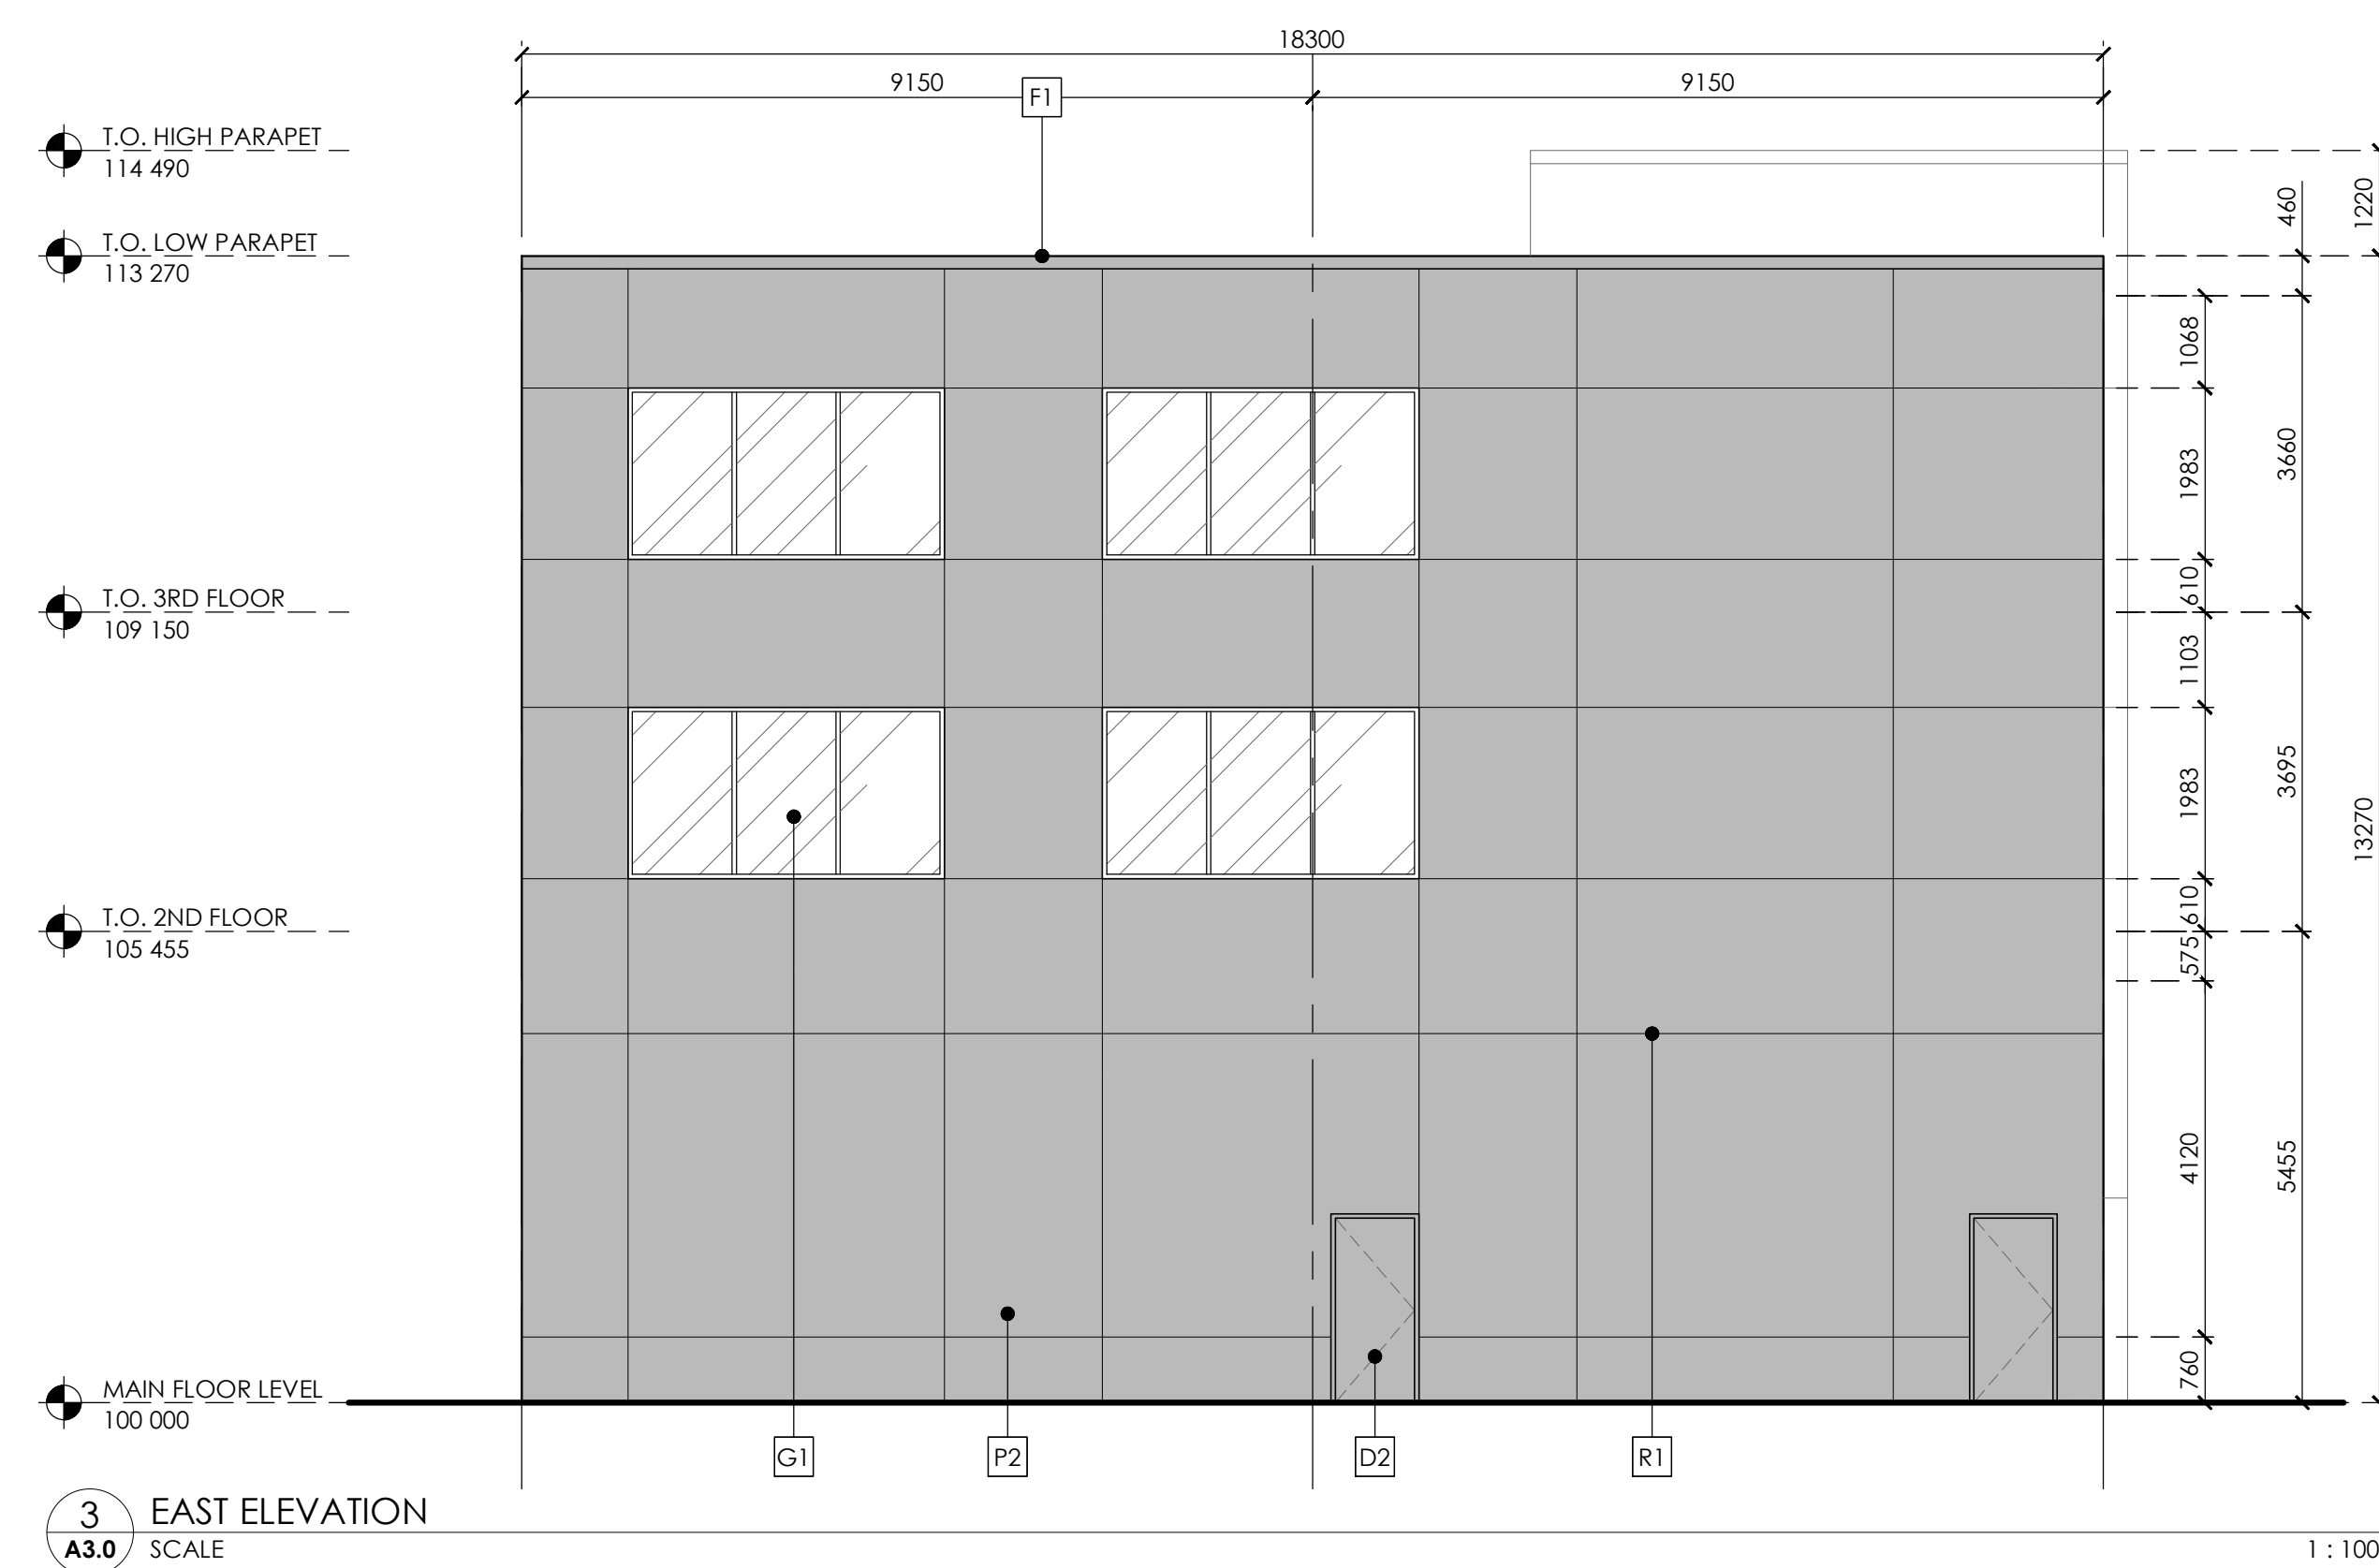 18300
9150
9150
F1
T.O. HIGH PARAPET
114 490
T.O. LOW PARAPET
113 270
460
1220
1068
1983
3660
T.O. 3RD FLOOR
109 150
610
1103
1983
3695
13270
T.O. 2ND FLOOR
105 455
610
575
4120
5455
760
MAIN FLOOR LEVEL
100 000
G1
P2
D2
R1
3
EAST ELEVATION
A3.0
SCALE
1 : 100